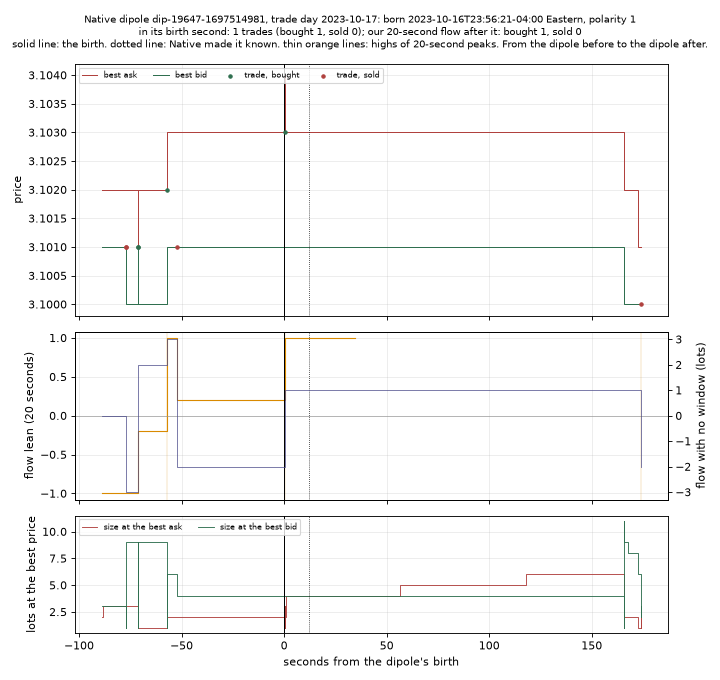 Native dipole dip-19647-1697514981, trade day 2023-10-17: born 2023-10-16T23:56:21-04:00 Eastern, polarity 1
in its birth second: 1 trades (bought 1, sold 0); our 20-second flow after it: bought 1, sold 0
solid line: the birth. dotted line: Native made it known. thin orange lines: highs of 20-second peaks. From the dipole before to the dipole after.
best ask best bid trade, bought trade, sold
3.1040
3.1035
3.1030
3.1025
3.1020
3.1015
3.1010
3.1005
3.1000
price
1.0
0.5
0.0
−0.5
−1.0
flow lean (20 seconds)
3
2
1
0
−1
−2
−3
flow with no window (lots)
size at the best ask size at the best bid
10.0
7.5
5.0
2.5
lots at the best price
−100 −50 0 50 100 150
seconds from the dipole's birth